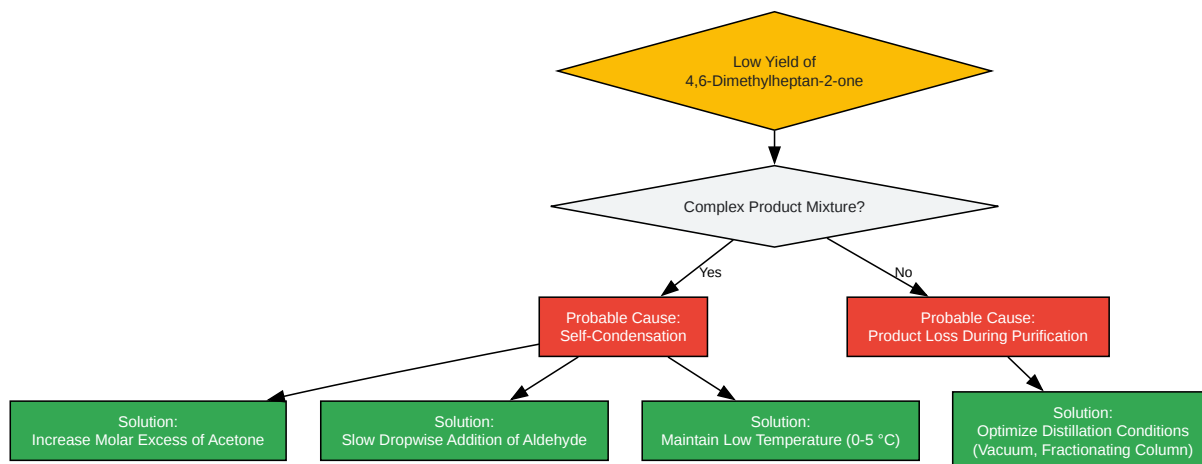 Low Yield of
4,6-Dimethylheptan-2-one
Complex Product Mixture?
Yes
No
Probable Cause:
Self-Condensation
Probable Cause:
Product Loss During Purification
Solution:
Increase Molar Excess of Acetone
Solution:
Slow Dropwise Addition of Aldehyde
Solution:
Maintain Low Temperature (0-5 °C)
Solution:
Optimize Distillation Conditions
(Vacuum, Fractionating Column)